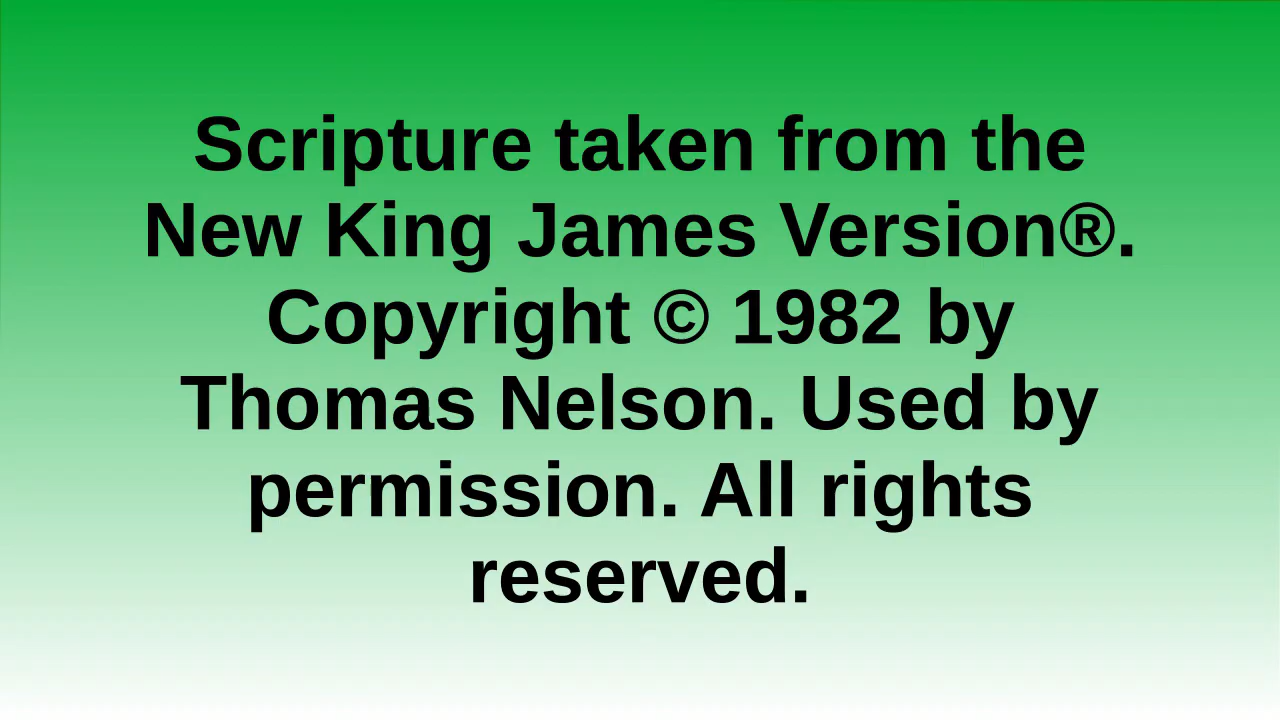 Scripture taken from the
New King James Version®.
Copyright © 1982 by
Thomas Nelson. Used by
permission. All rights
reserved.